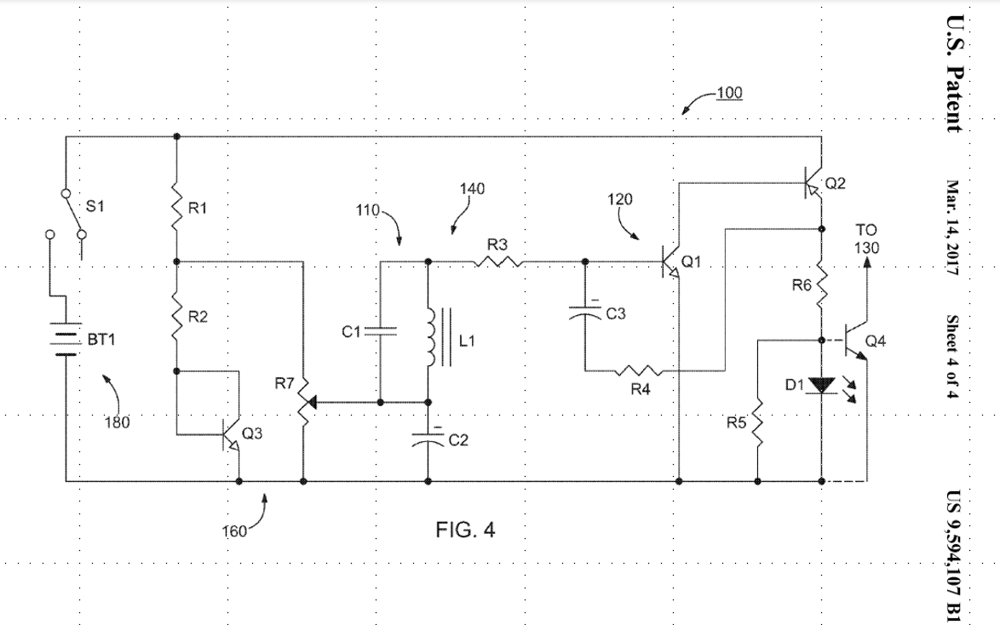 U.S. Patent Mar. 14, 2017 Sheet 4 of 4 US 9,594,107 B1
100
Q2
S1
R1
110
140
120
TO
130
R3
Q1
R6
R2
C1
L1
C3
BT1
Q4
R7
R4
D1
180
Q3
C2
R5
160
FIG. 4